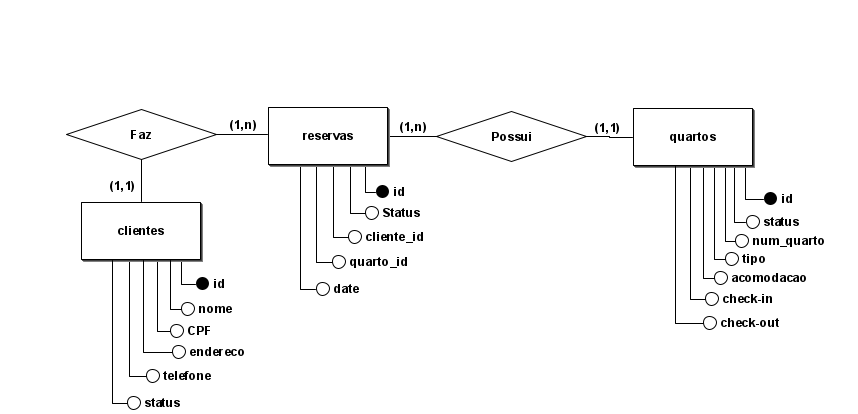 Faz
(1,n)
reservas
(1,n)
Possui
(1,1)
quartos
(1,1)
clientes
id
nome
CPF
endereco
telefone
status
id
Status
cliente_id
quarto_id
date
id
status
num_quarto
tipo
acomodacao
check-in
check-out